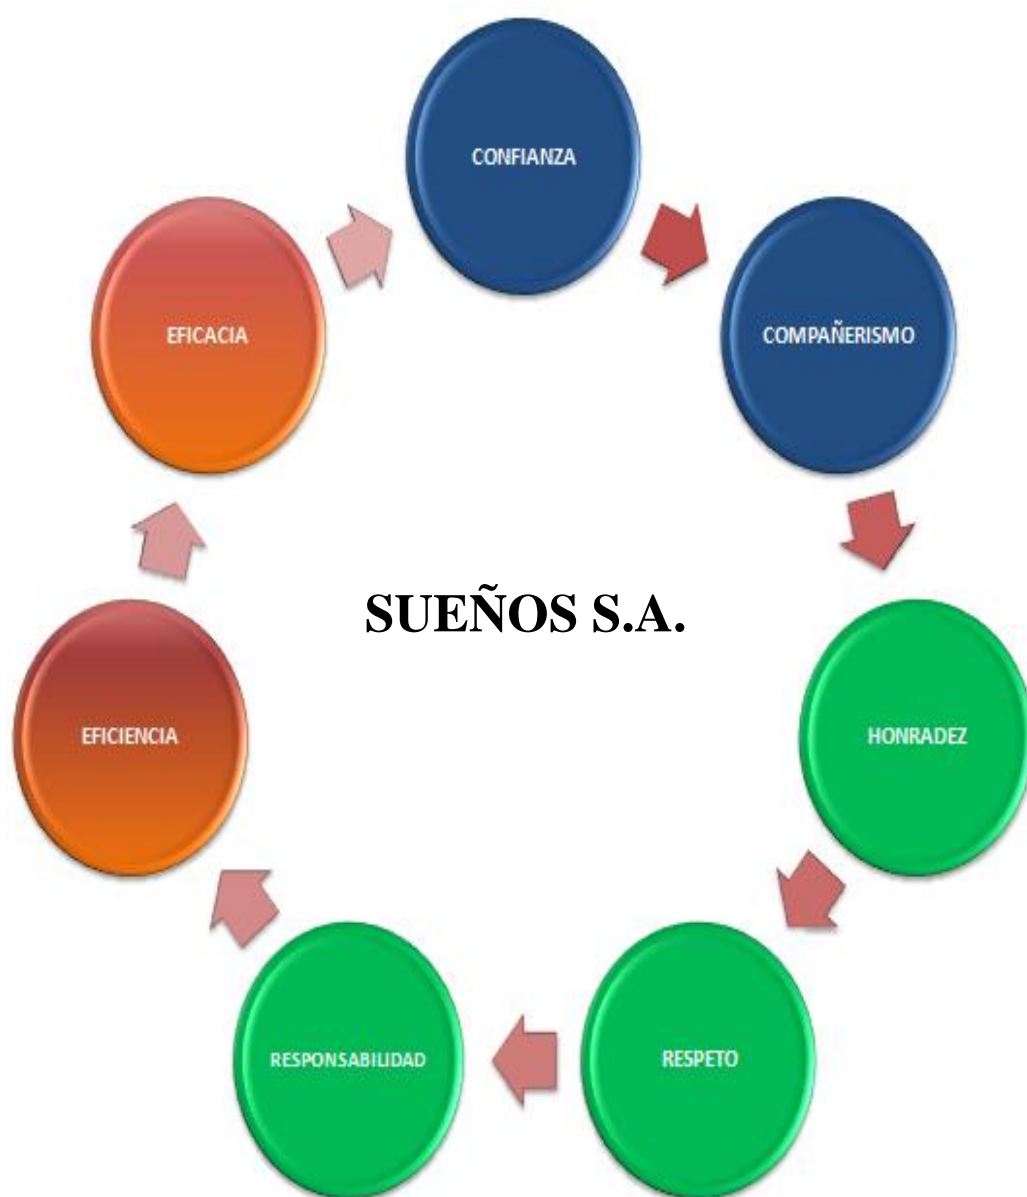 CONFIANZA
COMPAÑERISMO
HONRADEZ
RESPETO
RESPONSABILIDAD
EFICIENCIA
EFICACIA
SUEÑOS S.A.